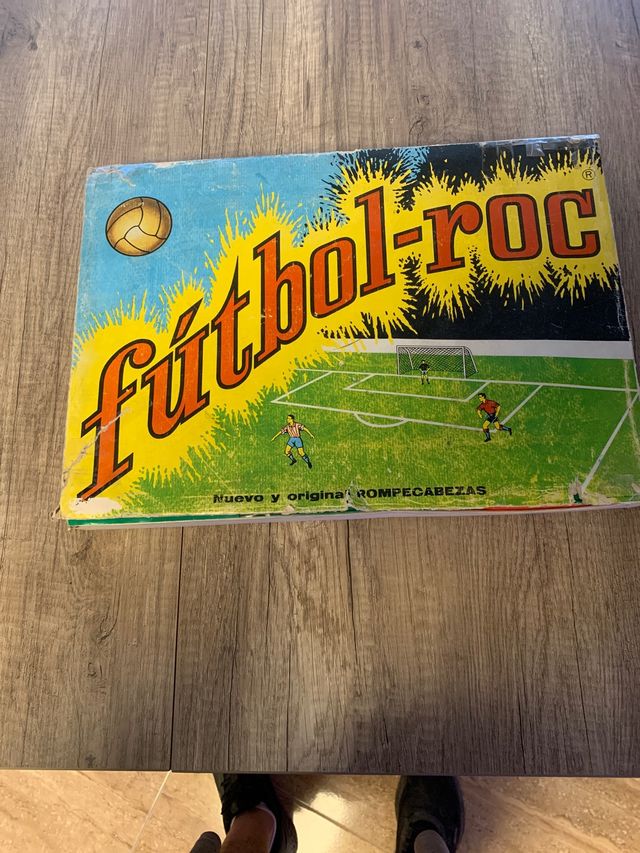 fútbol-roc ®
Nuevo y original ROMPECABEZAS